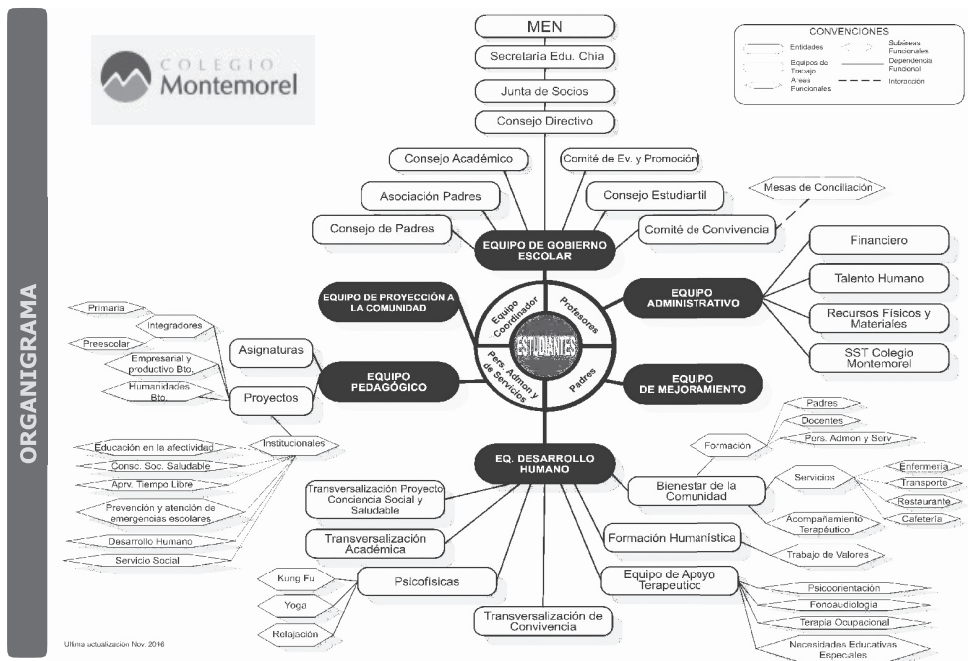 ORGANIGRAMA
COLEGIO
Montemorel
MEN
Secretaria Edu. Chia
Junta de Socios
Consejo Directivo
CONVENCIONES
Entidades
Equipos de
Trabajo
Areas
Funcionales
Subáreas
Funcionales
Dependencia
Funcional
Interacción
Consejo Académico
Asociación Padres
Consejo de Padres
Comité de Ev. y Promoción
Consejo Estudiartil
Comité de Convivencia
Mesas de Conciliación
EQUIPO DE GOBIERNO
ESCOLAR
EQUIPO DE PROYECCIÓN A
LA COMUNIDAD
EQUIPO
PEDAGÓGICO
EQUIPO
ADMINISTRATIVO
EQUIPO
DE MEJORAMIENTO
EQ. DESARROLLO
HUMANO
Equipo
Coordinador
Profesores
Pers. Admon y
de Servicios
Padres
ESTUDIANTES
Financiero
Talento Humano
Recursos Físicos y
Materiales
SST Colegio
Montemorel
Asignaturas
Proyectos
Primaria
Integradores
Preescolar
Empresarial y
productivo Bto.
Humanidades
Bto.
Institucionales
Educación en la afectividad
Consc. Soc. Saludable
Aprv. Tiempo Libre
Prevención y atención de
emergencias escolares
Desarrollo Humano
Servicio Social
Transversalización Proyecto
Conciencia Social y
Saludable
Transversalización
Académica
Psicofísicas
Kung Fu
Yoga
Relajación
Transversalización de
Convivencia
Bienestar de la
Comunidad
Formación
Padres
Docentes
Pers. Admon y Serv
Servicios
Enfermería
Transporte
Restaurante
Cafetería
Acompañamiento
Terapéutico
Formación Humanística
Trabajo de Valores
Equipo de Apoyo
Terapeutico
Psicoorientación
Fonoaudiología
Terapia Ocupacional
Necesidades Educativas
Especiales
Ultima actualización Nov. 2016